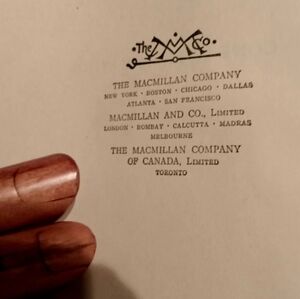 The M Co.
THE MACMILLAN COMPANY
NEW YORK · BOSTON · CHICAGO · DALLAS
ATLANTA · SAN FRANCISCO
MACMILLAN AND CO., LIMITED
LONDON · BOMBAY · CALCUTTA · MADRAS
MELBOURNE
THE MACMILLAN COMPANY
OF CANADA, LIMITED
TORONTO